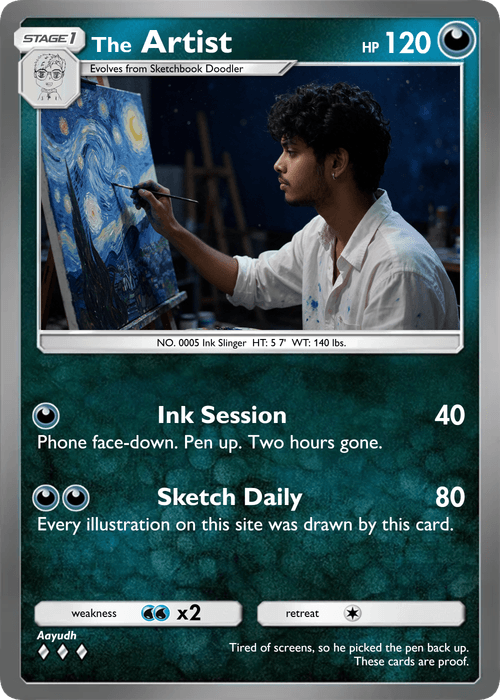 STAGE 1
The Artist
HP 120
Evolves from Sketchbook Doodler
NO. 0005 Ink Slinger HT: 5 7' WT: 140 lbs.
Ink Session 40
Phone face-down. Pen up. Two hours gone.
Sketch Daily 80
Every illustration on this site was drawn by this card.
weakness x2
retreat
Aayudh
Tired of screens, so he picked the pen back up.
These cards are proof.